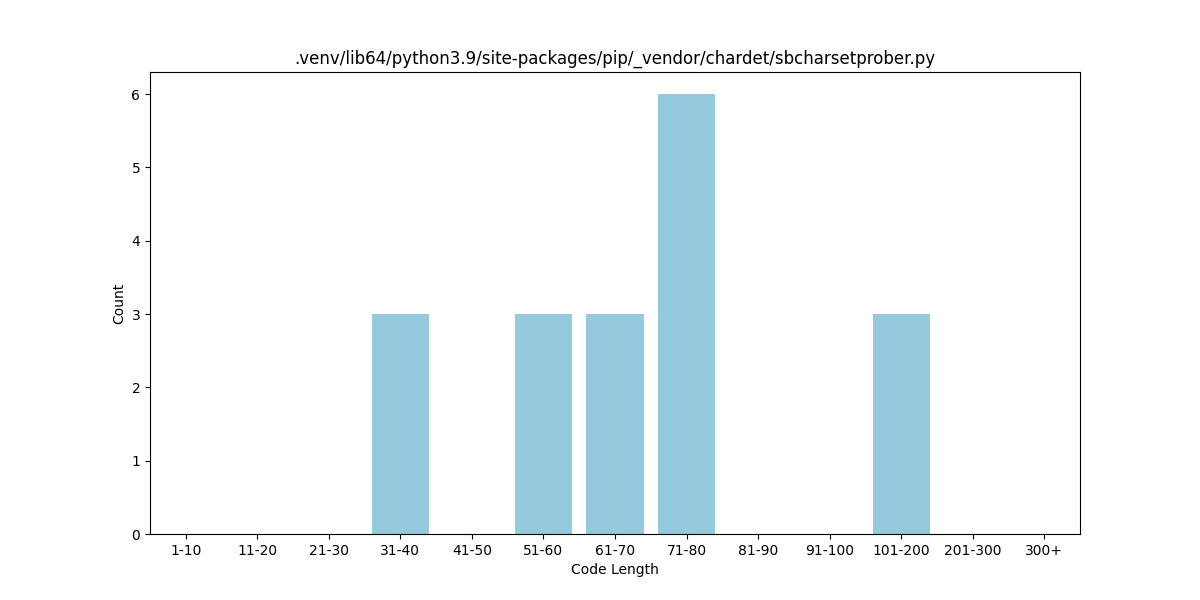 .venv/lib64/python3.9/site-packages/pip/_vendor/chardet/sbcharsetprober.py
6
5
4
3
2
1
0
Count
1-10 11-20 21-30 31-40 41-50 51-60 61-70 71-80 81-90 91-100 101-200 201-300 300+
Code Length